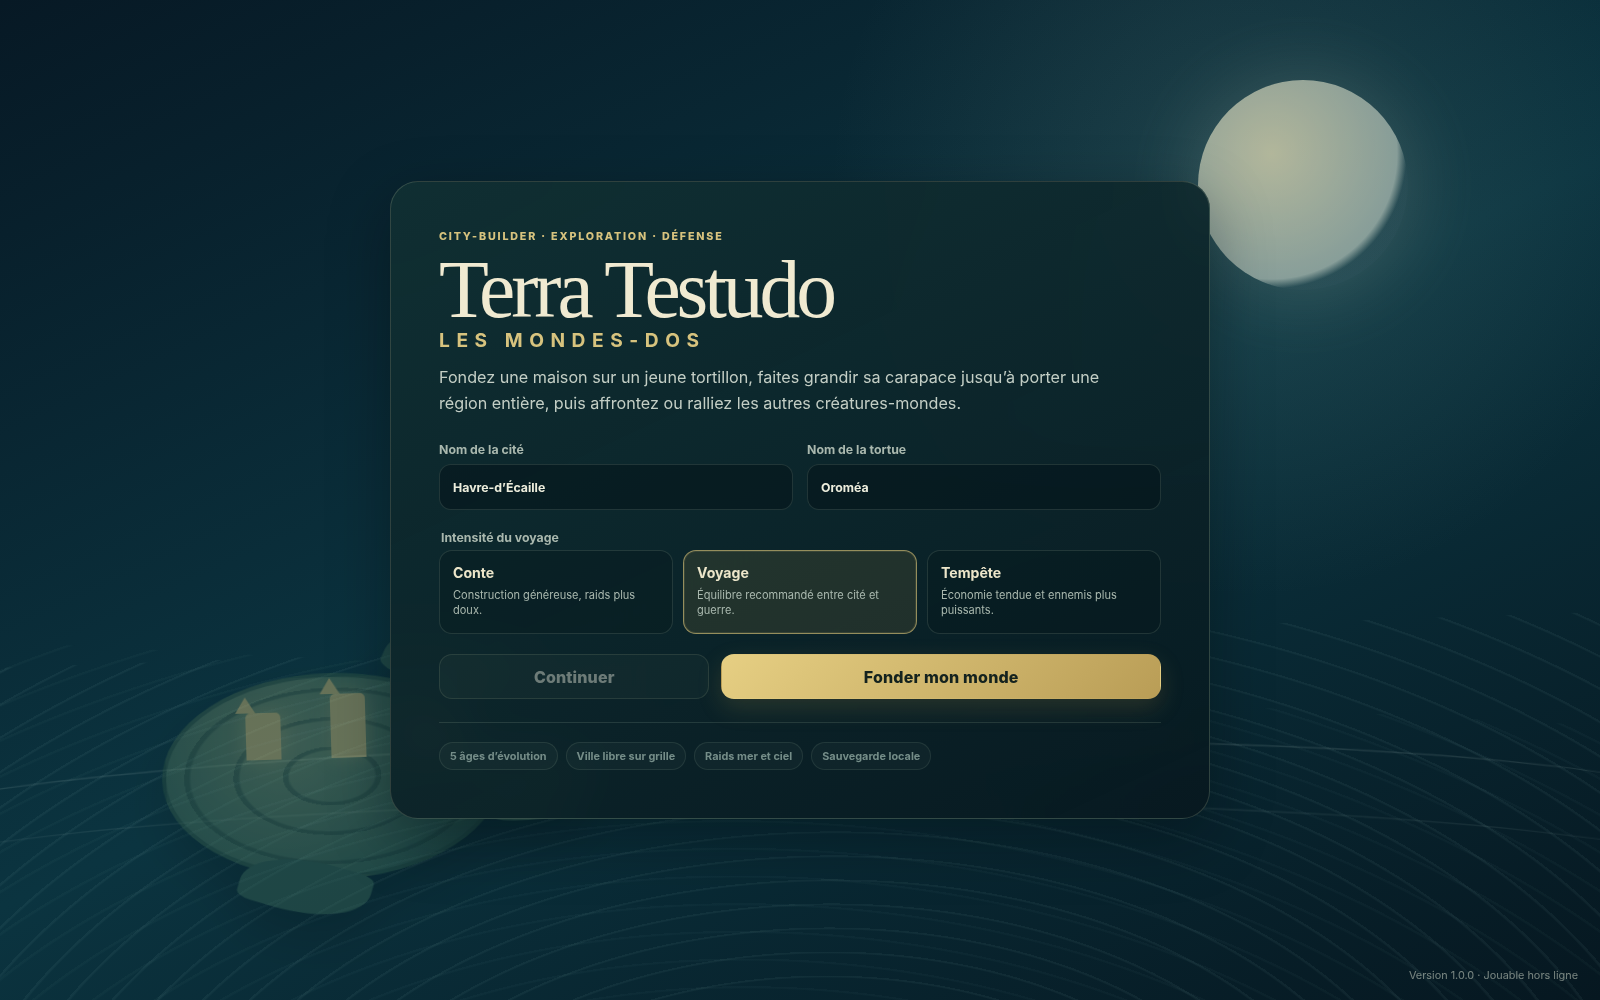 CITY-BUILDER · EXPLORATION · DÉFENSE
Terra Testudo
LES MONDES-DOS
Fondez une maison sur un jeune tortillon, faites grandir sa carapace jusqu’à porter une
région entière, puis affrontez ou ralliez les autres créatures-mondes.
Nom de la cité
Nom de la tortue
Havre-d’Écaille
Oroméa
Intensité du voyage
Conte
Construction généreuse, raids plus
doux.
Voyage
Équilibre recommandé entre cité et
guerre.
Tempête
Économie tendue et ennemis plus
puissants.
Continuer
Fonder mon monde
5 âges d’évolution
Ville libre sur grille
Raids mer et ciel
Sauvegarde locale
Version 1.0.0 · Jouable hors ligne